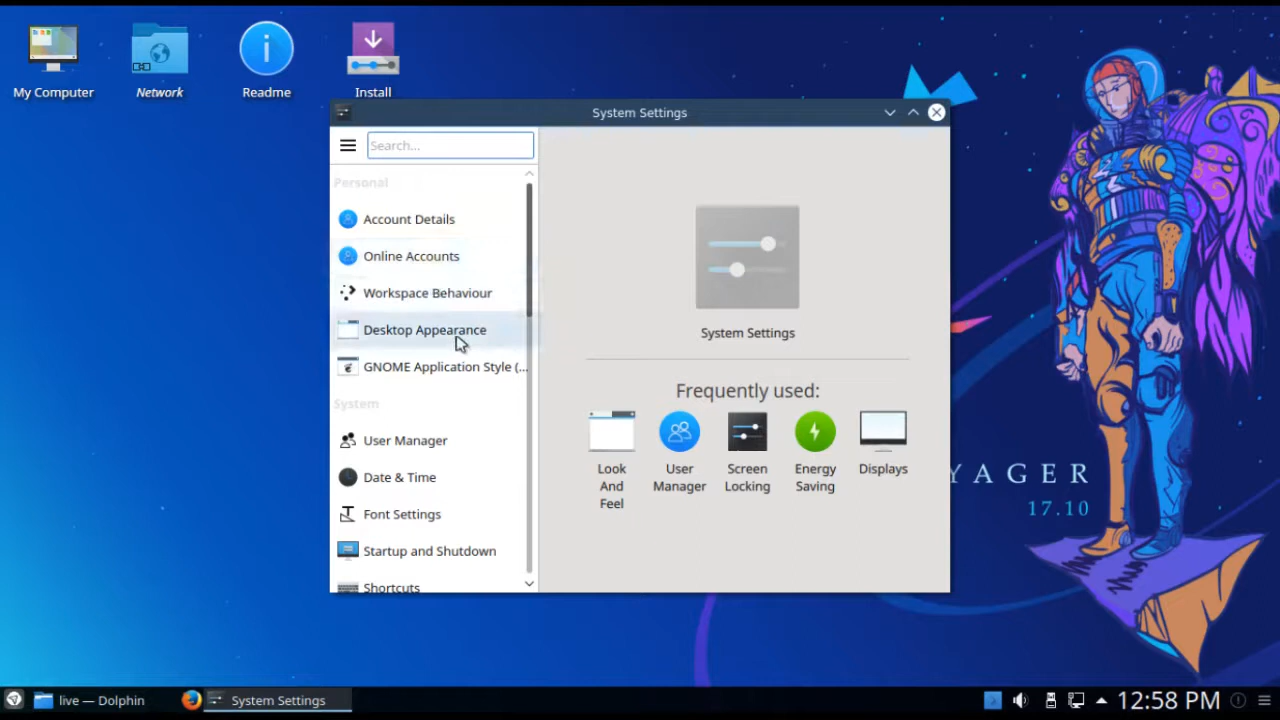 My Computer
Network
Readme
Install
System Settings
Search...
Personal
Account Details
Online Accounts
Workspace Behaviour
Desktop Appearance
GNOME Application Style (...
System
User Manager
Date & Time
Font Settings
Startup and Shutdown
Shortcuts
System Settings
Frequently used:
Look
And
Feel
User
Manager
Screen
Locking
Energy
Saving
Displays
YAGER
17.10
live — Dolphin
System Settings
12:58 PM